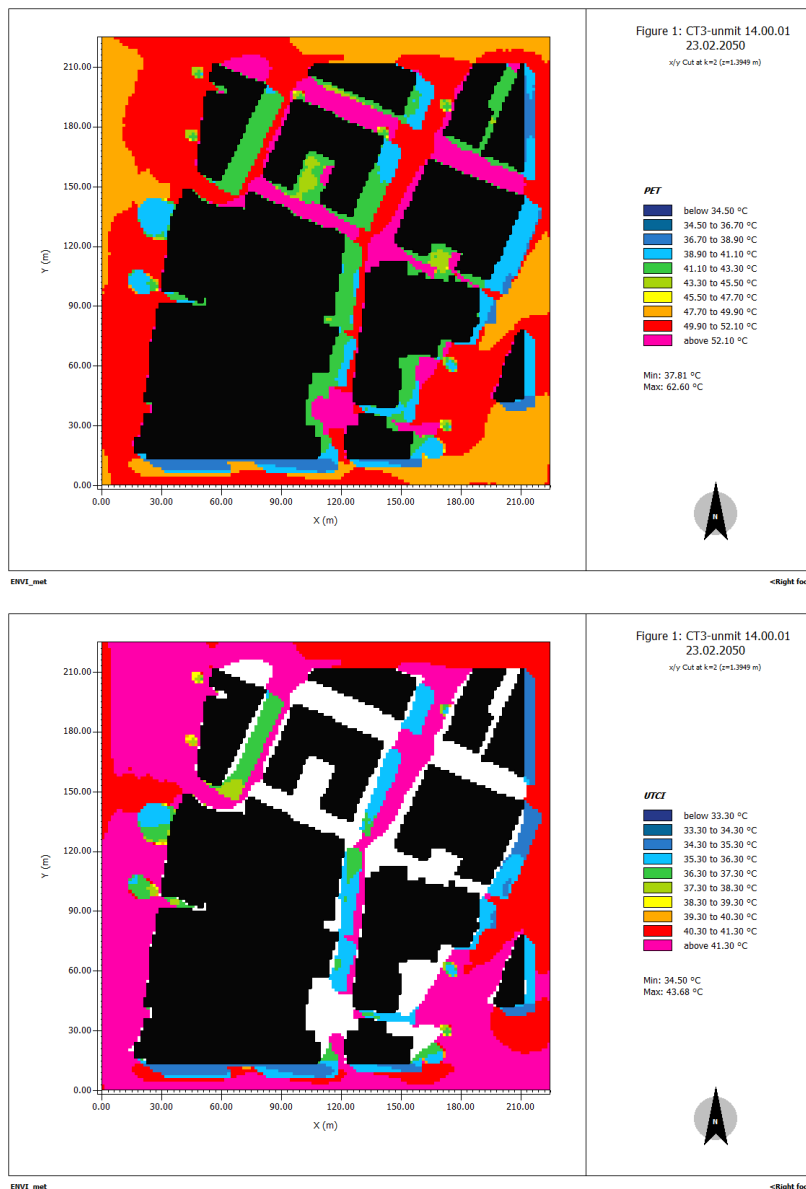 Figure 1: CT3-unmit 14.00.01
23.02.2050
x/y Cut at k=2 (z=1,3949 m)
210.00
180.00
150.00
120.00
90.00
60.00
30.00
0.00
Y (m)
0.00 30.00 60.00 90.00 120.00 150.00 180.00 210.00
X (m)
PET
below 34.50 °C
34.50 to 36.70 °C
36.70 to 38.90 °C
38.90 to 41.10 °C
41.10 to 43.30 °C
43.30 to 45.50 °C
45.50 to 47.70 °C
47.70 to 49.90 °C
49.90 to 52.10 °C
above 52.10 °C
Min: 37.81 °C
Max: 62.60 °C
N
ENVI_met <Right foo
Figure 1: CT3-unmit 14.00.01
23.02.2050
x/y Cut at k=2 (z=1,3949 m)
210.00
180.00
150.00
120.00
90.00
60.00
30.00
0.00
Y (m)
0.00 30.00 60.00 90.00 120.00 150.00 180.00 210.00
X (m)
UTCI
below 33.30 °C
33.30 to 34.30 °C
34.30 to 35.30 °C
35.30 to 36.30 °C
36.30 to 37.30 °C
37.30 to 38.30 °C
38.30 to 39.30 °C
39.30 to 40.30 °C
40.30 to 41.30 °C
above 41.30 °C
Min: 34.50 °C
Max: 43.68 °C
N
ENVI_met <Right foo